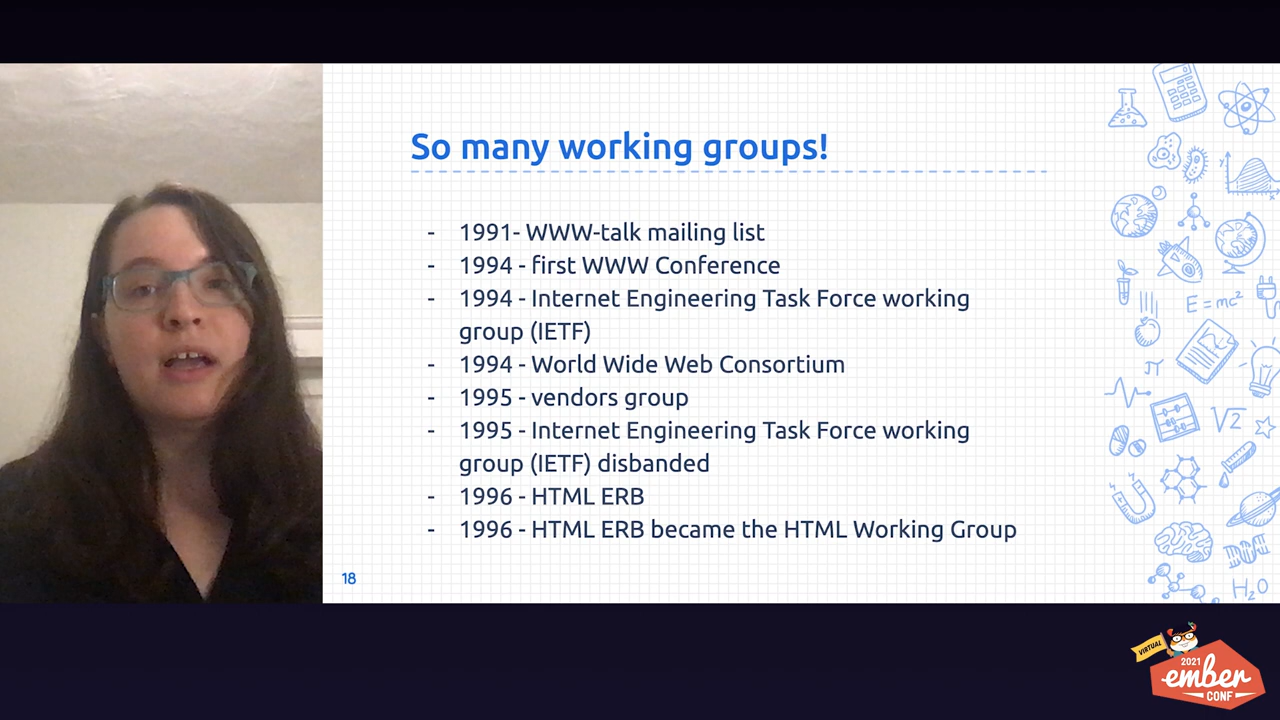 So many working groups!
- 1991- WWW-talk mailing list
- 1994 - first WWW Conference
- 1994 - Internet Engineering Task Force working
group (IETF)
- 1994 - World Wide Web Consortium
- 1995 - vendors group
- 1995 - Internet Engineering Task Force working
group (IETF) disbanded
- 1996 - HTML ERB
- 1996 - HTML ERB became the HTML Working Group
18
E=mc²
π
√2
H₂O
y
x
VIRTUAL
2021
ember
CONF